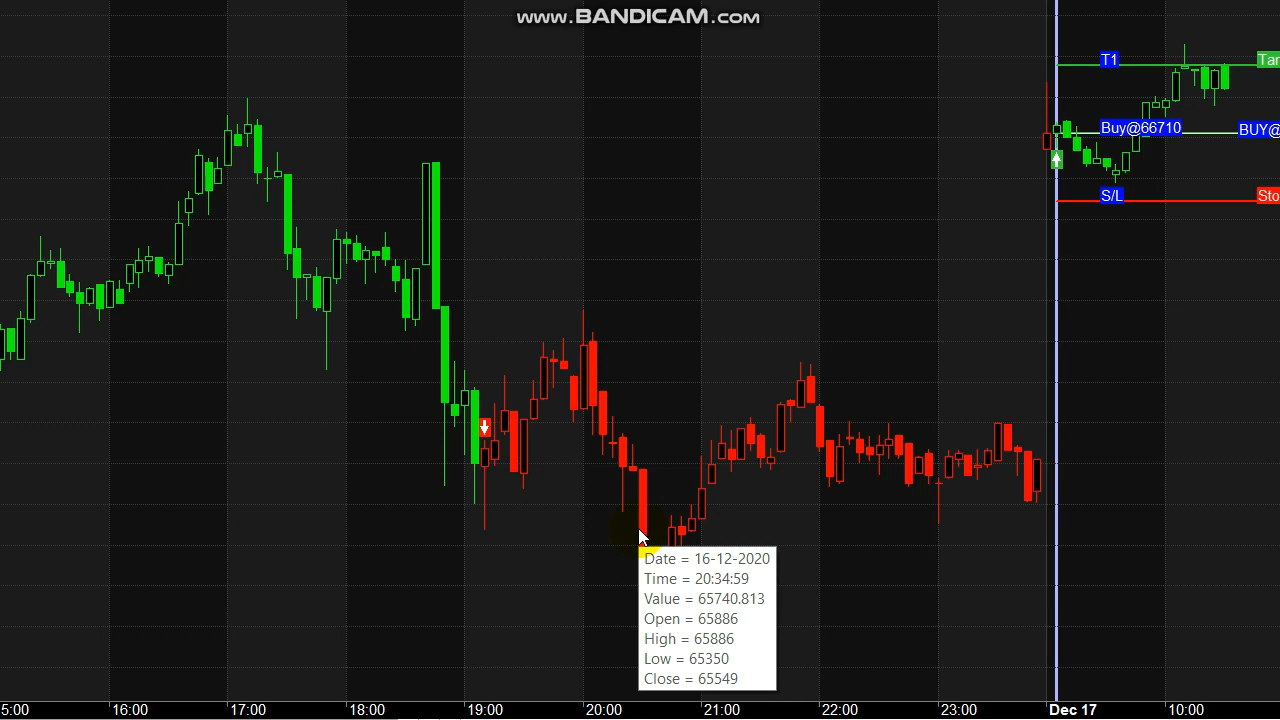 www.BANDICAM.com
T1
Tar
Buy@66710
BUY@
S/L
Sto
Date = 16-12-2020
Time = 20:34:59
Value = 65740.813
Open = 65886
High = 65886
Low = 65350
Close = 65549
5:00 16:00 17:00 18:00 19:00 20:00 21:00 22:00 23:00 Dec 17 10:00